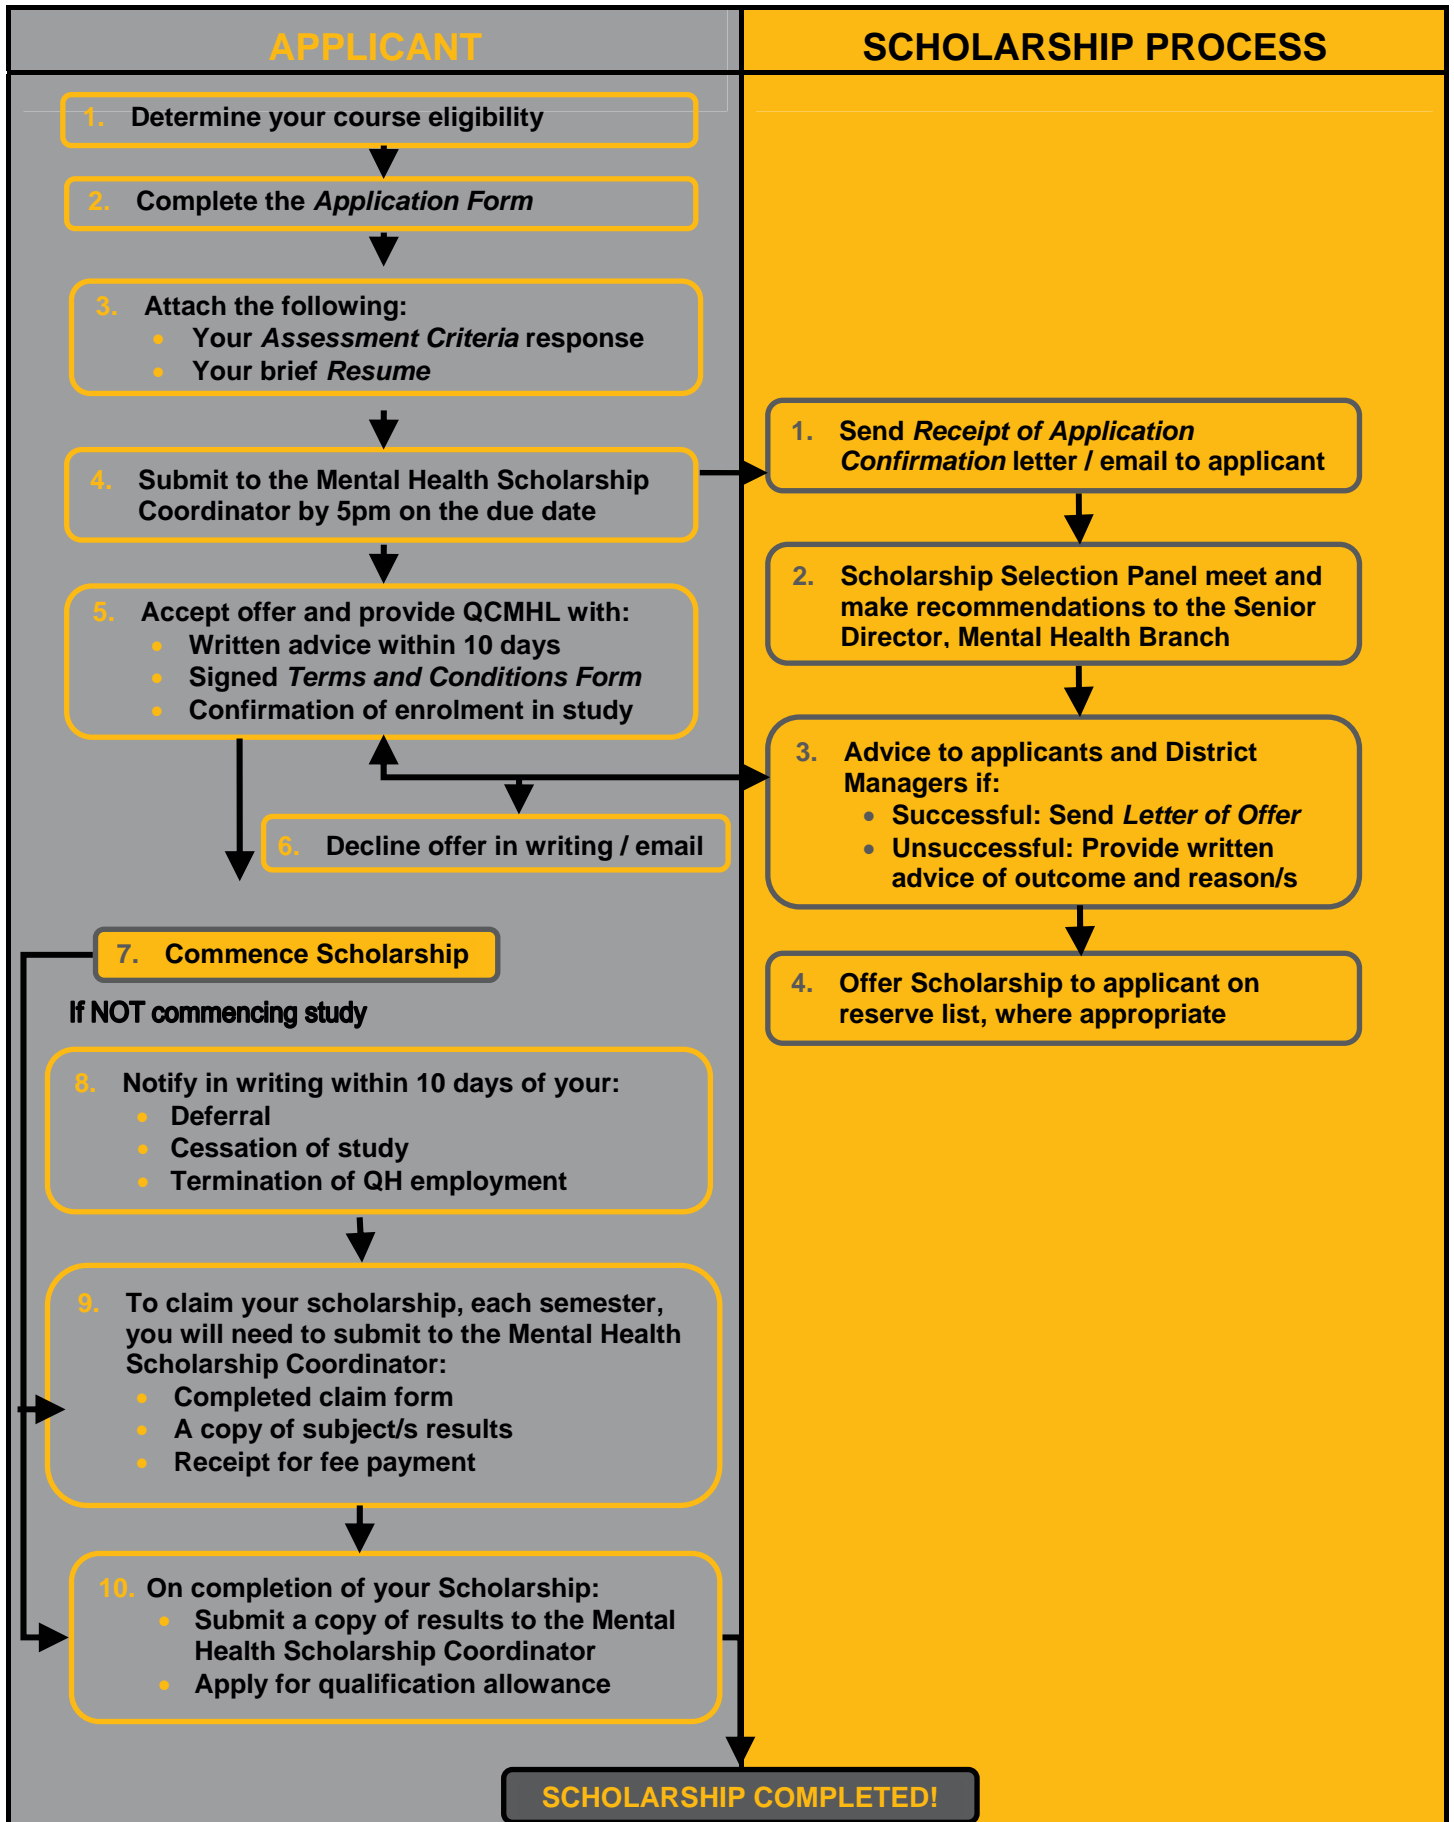 APPLICANT
SCHOLARSHIP PROCESS
1. Determine your course eligibility
2. Complete the Application Form
3. Attach the following:
• Your Assessment Criteria response
• Your brief Resume
4. Submit to the Mental Health Scholarship
Coordinator by 5pm on the due date
5. Accept offer and provide QCMHL with:
• Written advice within 10 days
• Signed Terms and Conditions Form
• Confirmation of enrolment in study
6. Decline offer in writing / email
7. Commence Scholarship
If NOT commencing study
8. Notify in writing within 10 days of your:
• Deferral
• Cessation of study
• Termination of QH employment
9. To claim your scholarship, each semester,
you will need to submit to the Mental Health
Scholarship Coordinator:
• Completed claim form
• A copy of subject/s results
• Receipt for fee payment
10. On completion of your Scholarship:
• Submit a copy of results to the Mental
Health Scholarship Coordinator
• Apply for qualification allowance
1. Send Receipt of Application
Confirmation letter / email to applicant
2. Scholarship Selection Panel meet and
make recommendations to the Senior
Director, Mental Health Branch
3. Advice to applicants and District
Managers if:
• Successful: Send Letter of Offer
• Unsuccessful: Provide written
advice of outcome and reason/s
4. Offer Scholarship to applicant on
reserve list, where appropriate
SCHOLARSHIP COMPLETED!